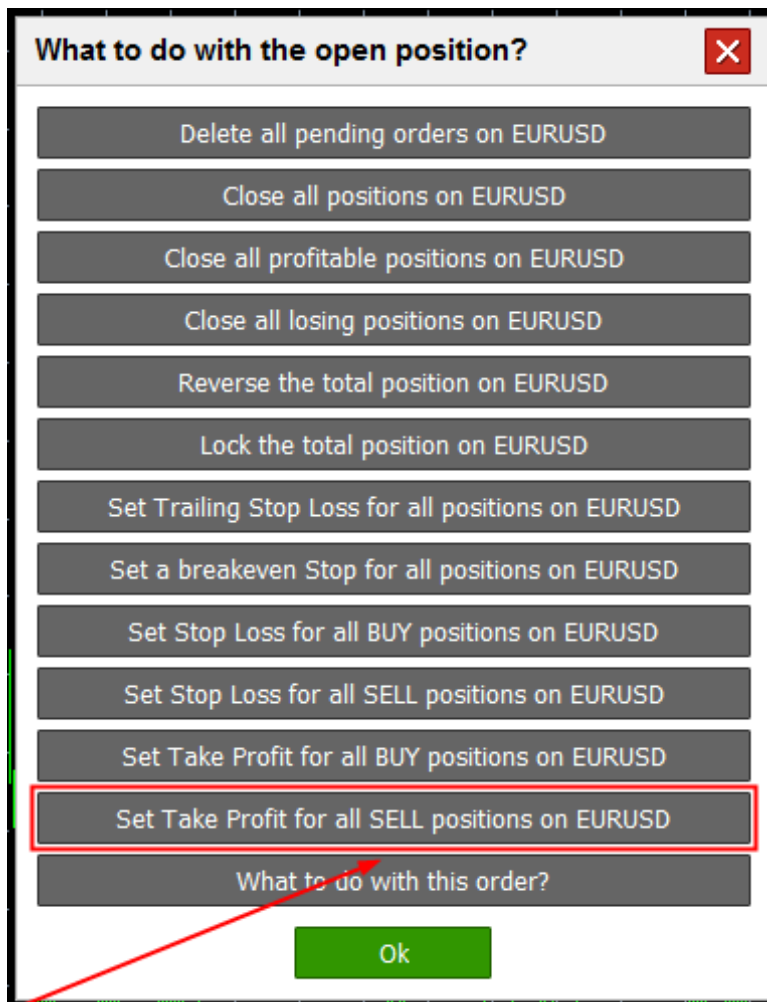 What to do with the open position?
Delete all pending orders on EURUSD
Close all positions on EURUSD
Close all profitable positions on EURUSD
Close all losing positions on EURUSD
Reverse the total position on EURUSD
Lock the total position on EURUSD
Set Trailing Stop Loss for all positions on EURUSD
Set a breakeven Stop for all positions on EURUSD
Set Stop Loss for all BUY positions on EURUSD
Set Stop Loss for all SELL positions on EURUSD
Set Take Profit for all BUY positions on EURUSD
Set Take Profit for all SELL positions on EURUSD
What to do with this order?
Ok